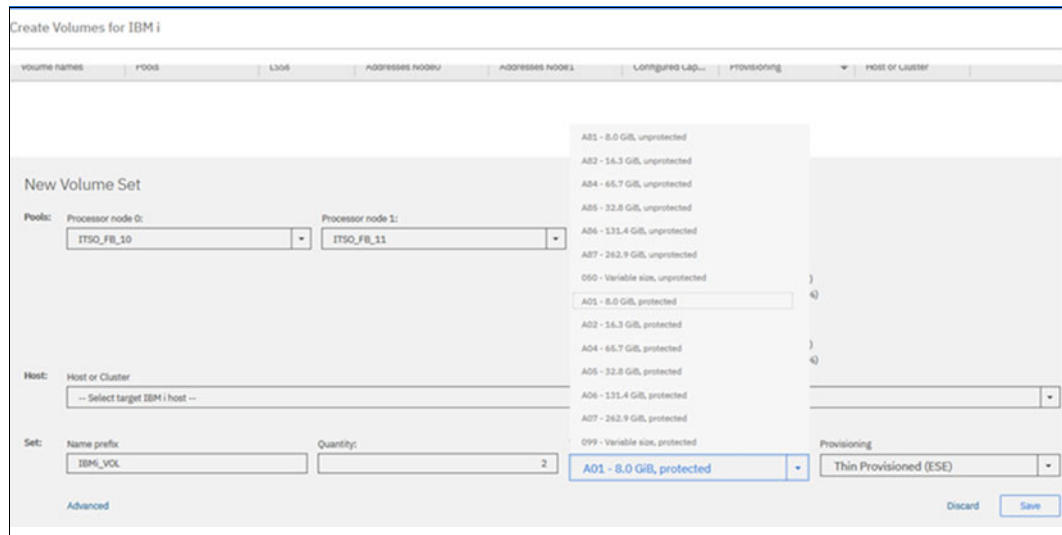 Create Volumes for IBM i
Volume names Pools LSSs Addresses Node0 Addresses Node1 Configured Cap... Provisioning Host or Cluster
A81 - 8.0 GiB, unprotected
A82 - 16.3 GiB, unprotected
A84 - 65.7 GiB, unprotected
A85 - 32.8 GiB, unprotected
A86 - 131.4 GiB, unprotected
A87 - 262.9 GiB, unprotected
050 - Variable size, unprotected
A01 - 8.0 GiB, protected
A02 - 16.3 GiB, protected
A04 - 65.7 GiB, protected
A05 - 32.8 GiB, protected
A06 - 131.4 GiB, protected
A07 - 262.9 GiB, protected
099 - Variable size, protected
New Volume Set
Pools: Processor node 0: Processor node 1:
ITSO_FB_10 ITSO_FB_11
Host: Host or Cluster
-- Select target IBM i host --
Set: Name prefix Quantity: Provisioning
IBMi_VOL 2 A01 - 8.0 GiB, protected Thin Provisioned (ESE)
Advanced Discard Save